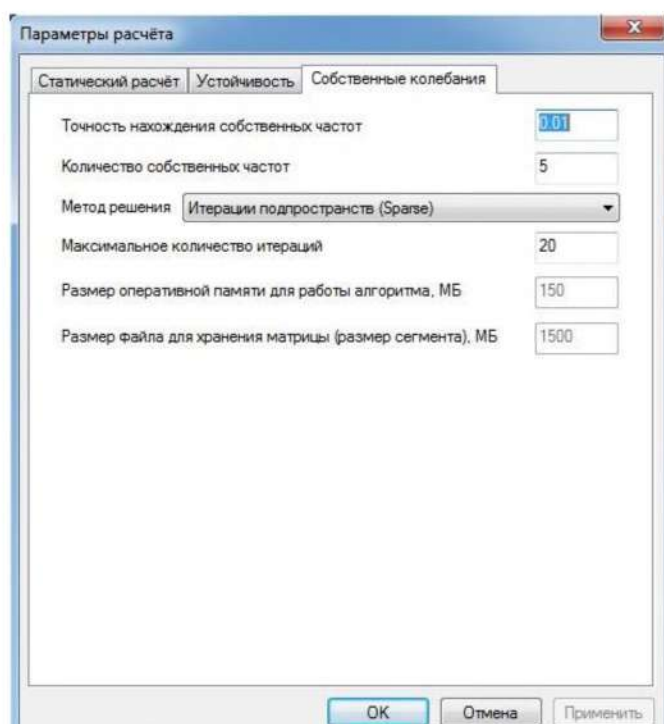 Параметры расчёта
x
Статический расчёт Устойчивость Собственные колебания
Точность нахождения собственных частот 0.01
Количество собственных частот 5
Метод решения Итерации подпространств (Sparse)
Максимальное количество итераций 20
Размер оперативной памяти для работы алгоритма, МБ 150
Размер файла для хранения матрицы (размер сегмента), МБ 1500
OK Отмена Применить